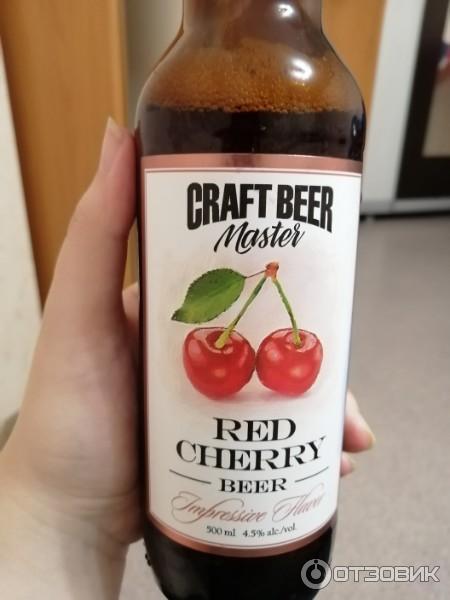 CRAFT BEER
Master
RED
CHERRY
BEER
Impressive Flavor
500 ml 4.5% alc./vol.
ОТЗОВИК